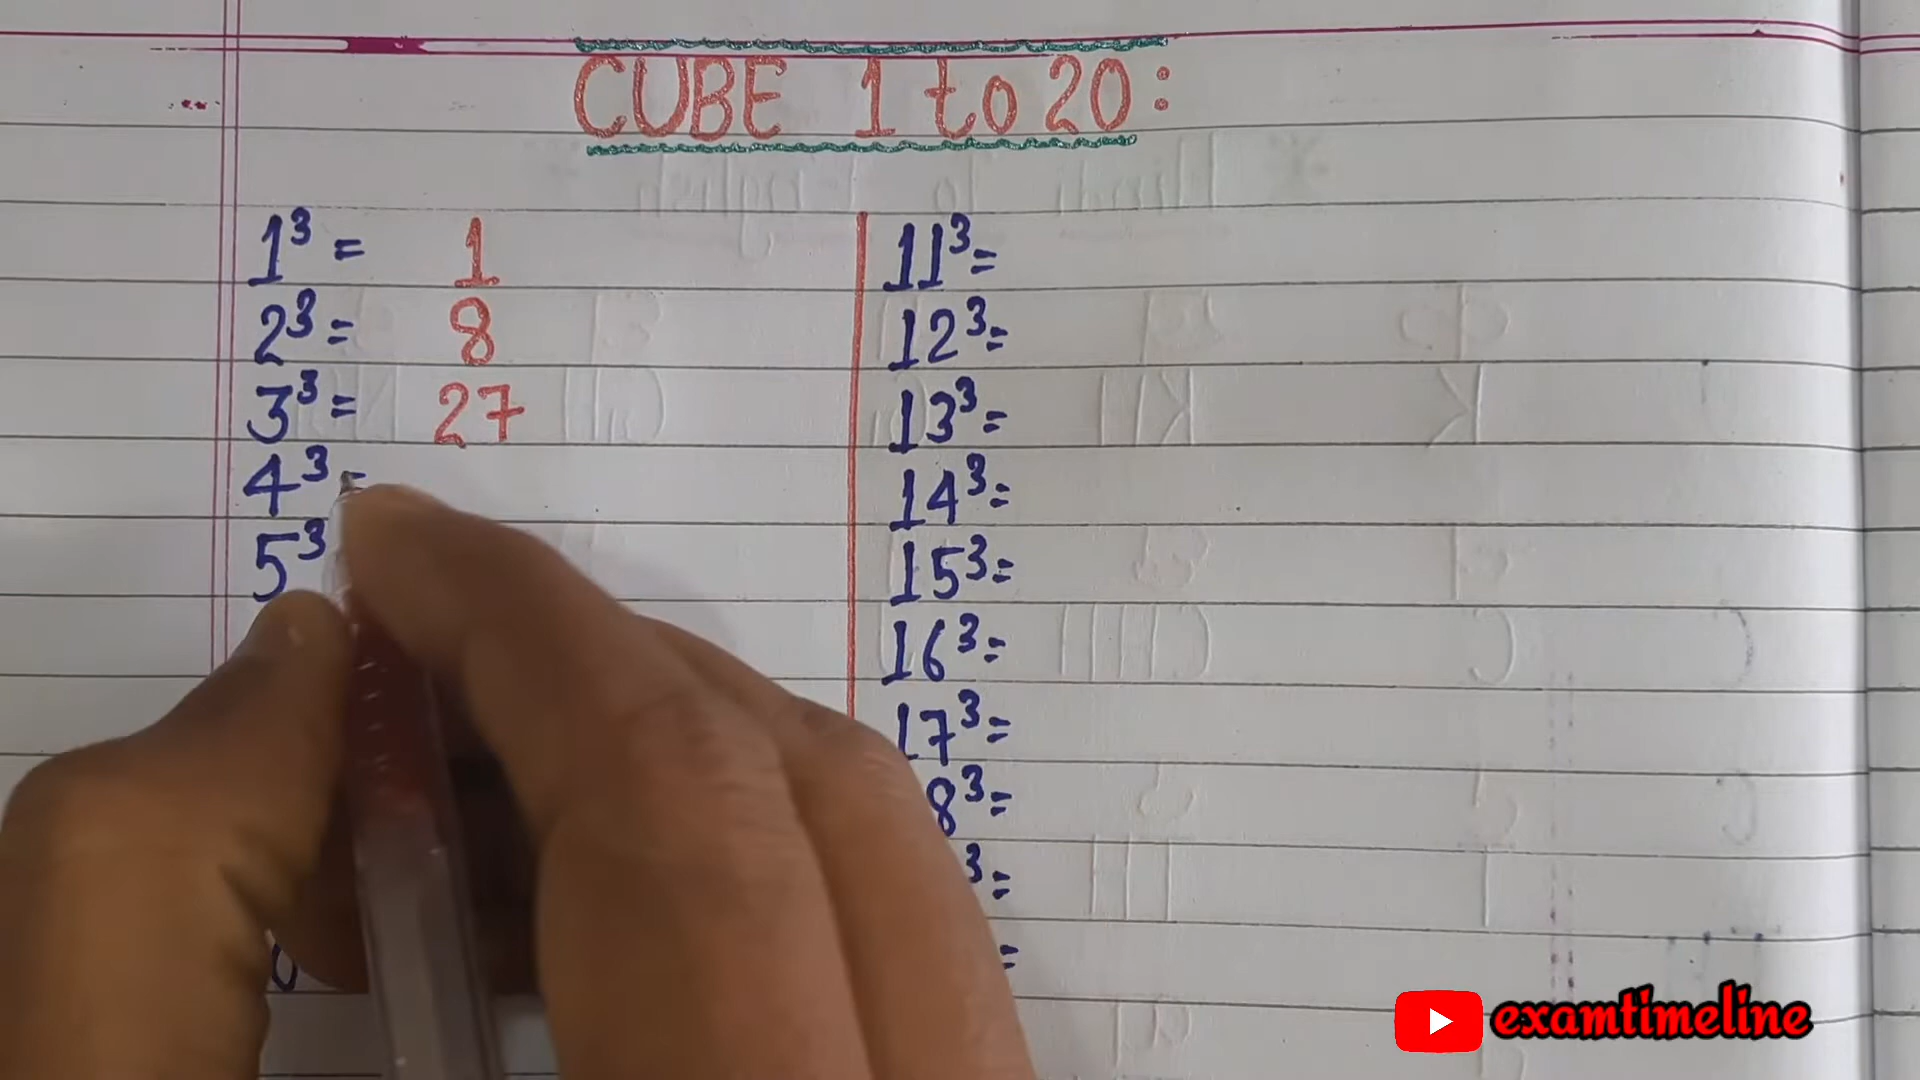 CUBE 1 to 20:
1³ = 1
2³ = 8
3³ = 27
4³ =
5³
11³=
12³=
13³=
14³=
15³=
16³=
17³=
8³=
³=
=
examtimeline